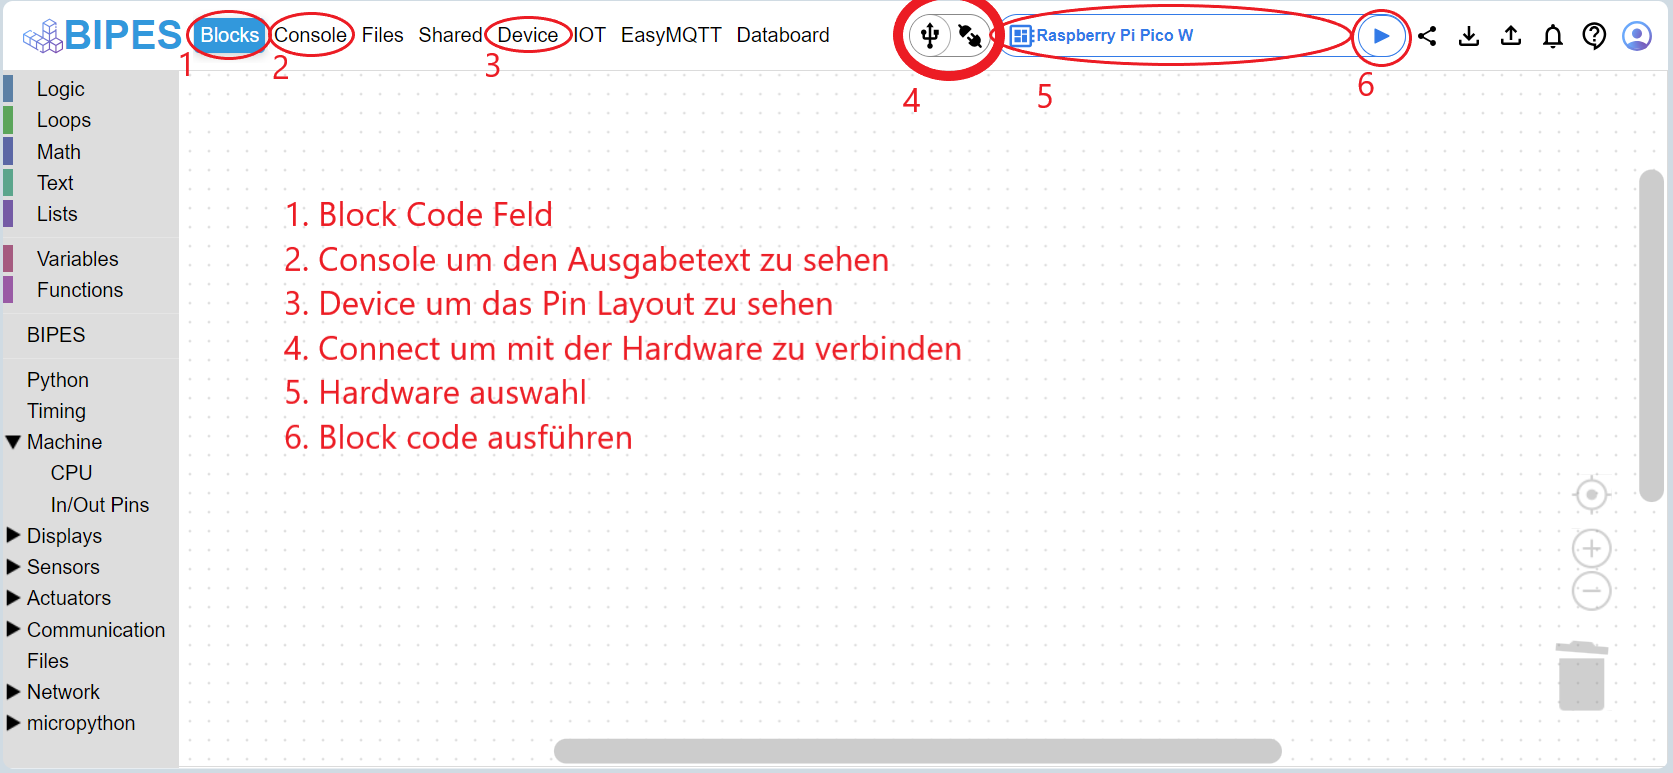 BIPES Blocks Console Files Shared Device IOT EasyMQTT Databoard Raspberry Pi Pico W
1 2 3 4 5 6
Logic
Loops
Math
Text
Lists
Variables
Functions
BIPES
Python
Timing
Machine
CPU
In/Out Pins
Displays
Sensors
Actuators
Communication
Files
Network
micropython
1. Block Code Feld
2. Console um den Ausgabetext zu sehen
3. Device um das Pin Layout zu sehen
4. Connect um mit der Hardware zu verbinden
5. Hardware auswahl
6. Block code ausführen